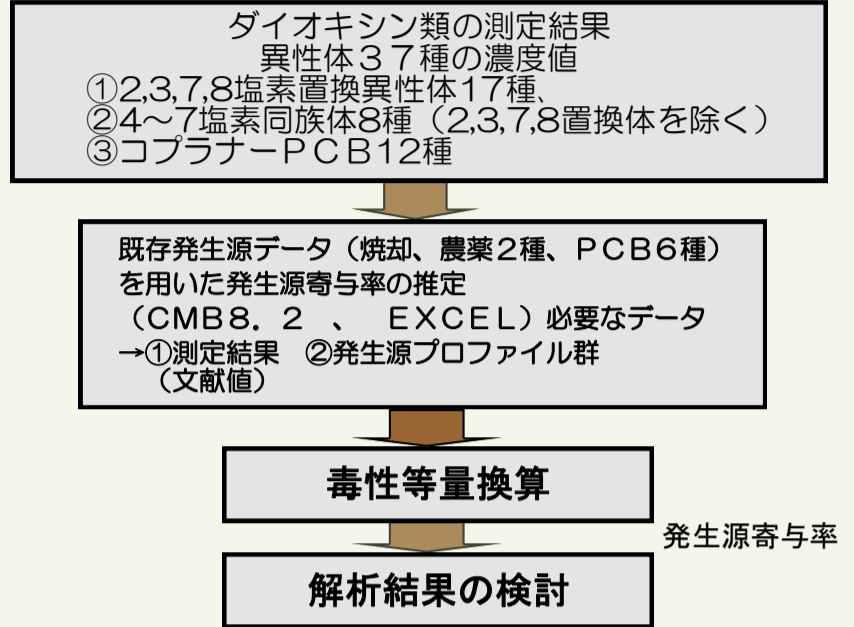 ダイオキシン類の測定結果
異性体３７種の濃度値
①2,3,7,8塩素置換異性体17種、
②4～7塩素同族体8種（2,3,7,8置換体を除く）
③コプラナーＰＣＢ12種
既存発生源データ（焼却、農薬２種、ＰＣＢ６種）
を用いた発生源寄与率の推定
（ＣＭＢ８．２　、　ＥＸＣＥＬ）必要なデータ
→①測定結果　②発生源プロファイル群
（文献値）
毒性等量換算
発生源寄与率
解析結果の検討